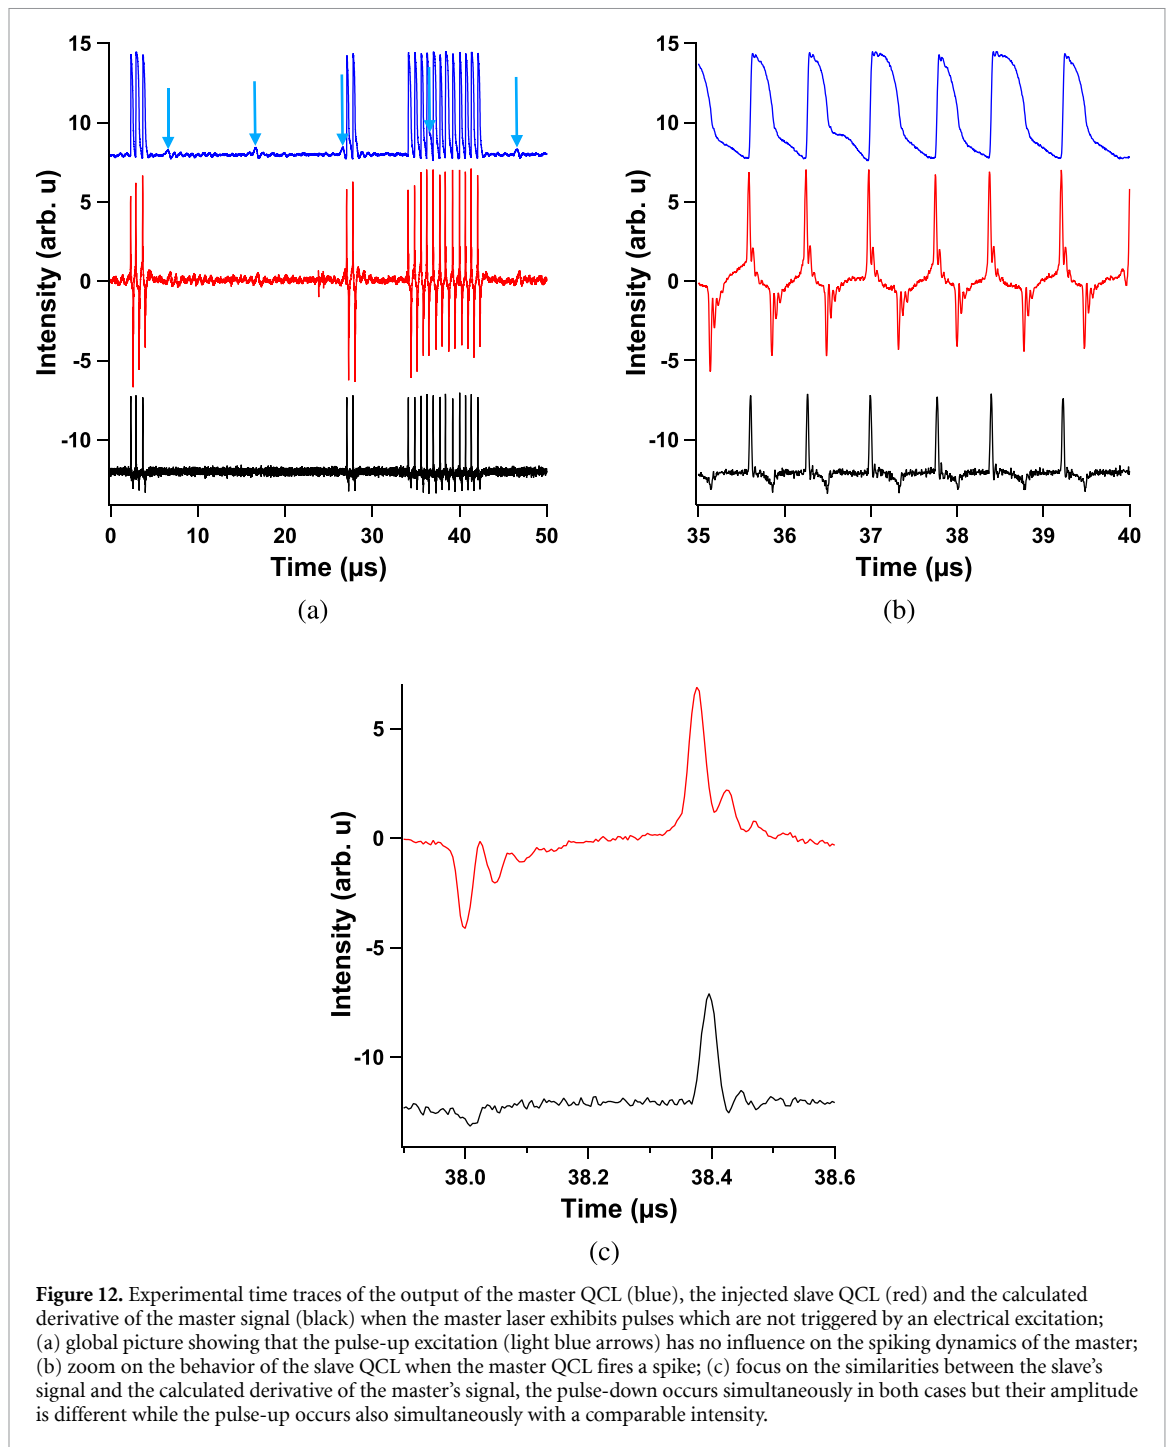 15
10
5
0
-5
-10
Intensity (arb. u)
0 10 20 30 40 50
Time (µs)
(a)
15
10
5
0
-5
-10
Intensity (arb. u)
35 36 37 38 39 40
Time (µs)
(b)
5
0
-5
-10
Intensity (arb. u)
38.0 38.2 38.4 38.6
Time (µs)
(c)
Figure 12. Experimental time traces of the output of the master QCL (blue), the injected slave QCL (red) and the calculated
derivative of the master signal (black) when the master laser exhibits pulses which are not triggered by an electrical excitation;
(a) global picture showing that the pulse-up excitation (light blue arrows) has no influence on the spiking dynamics of the master;
(b) zoom on the behavior of the slave QCL when the master QCL fires a spike; (c) focus on the similarities between the slave's
signal and the calculated derivative of the master's signal, the pulse-down occurs simultaneously in both cases but their amplitude
is different while the pulse-up occurs also simultaneously with a comparable intensity.